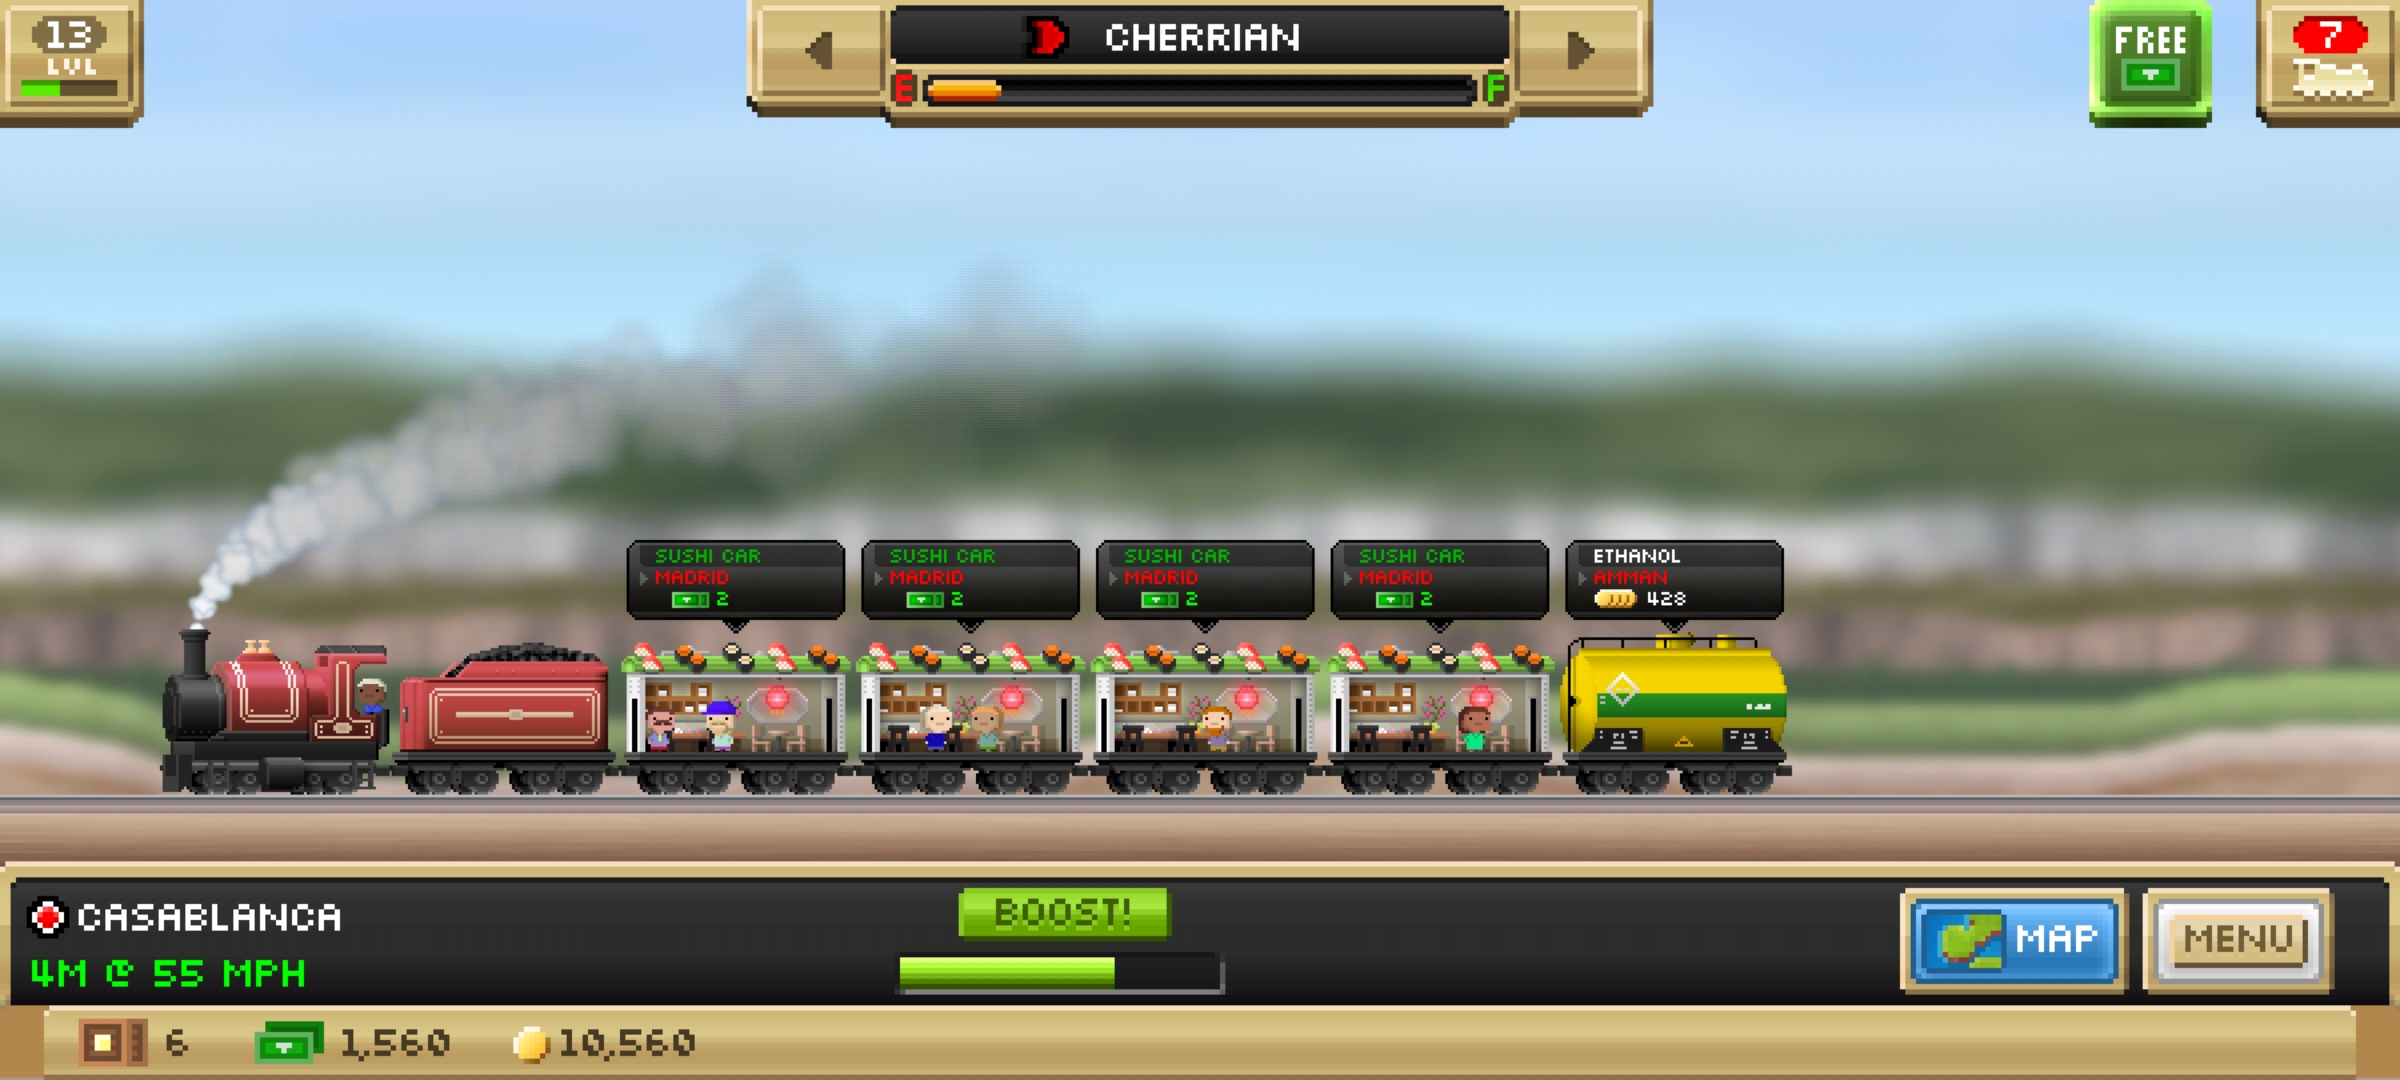 13
LVL
CHERRIAN
E F
FREE
7
SUSHI CAR
MADRID
2
SUSHI CAR
MADRID
2
SUSHI CAR
MADRID
2
SUSHI CAR
MADRID
2
ETHANOL
AMMAN
428
CASABLANCA
4M @ 55 MPH
BOOST!
MAP
MENU
6
1,560
10,560